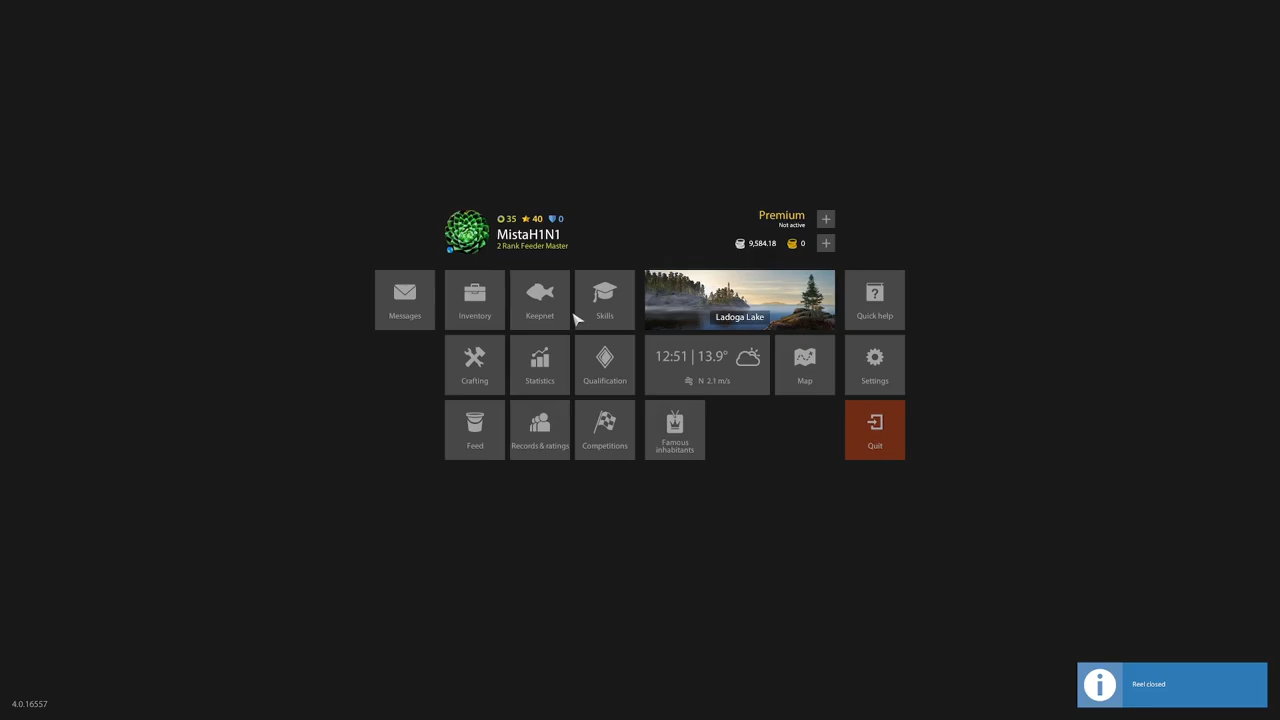 35 40 0
MistaH1N1
2 Rank Feeder Master
Premium
Not active
9,584.18 0
Messages
Inventory
Keepnet
Skills
Ladoga Lake
Quick help
Crafting
Statistics
Qualification
12:51 | 13.9°
N 2.1 m/s
Map
Settings
Feed
Records & ratings
Competitions
Famous
inhabitants
Quit
Reel closed
4.0.16557